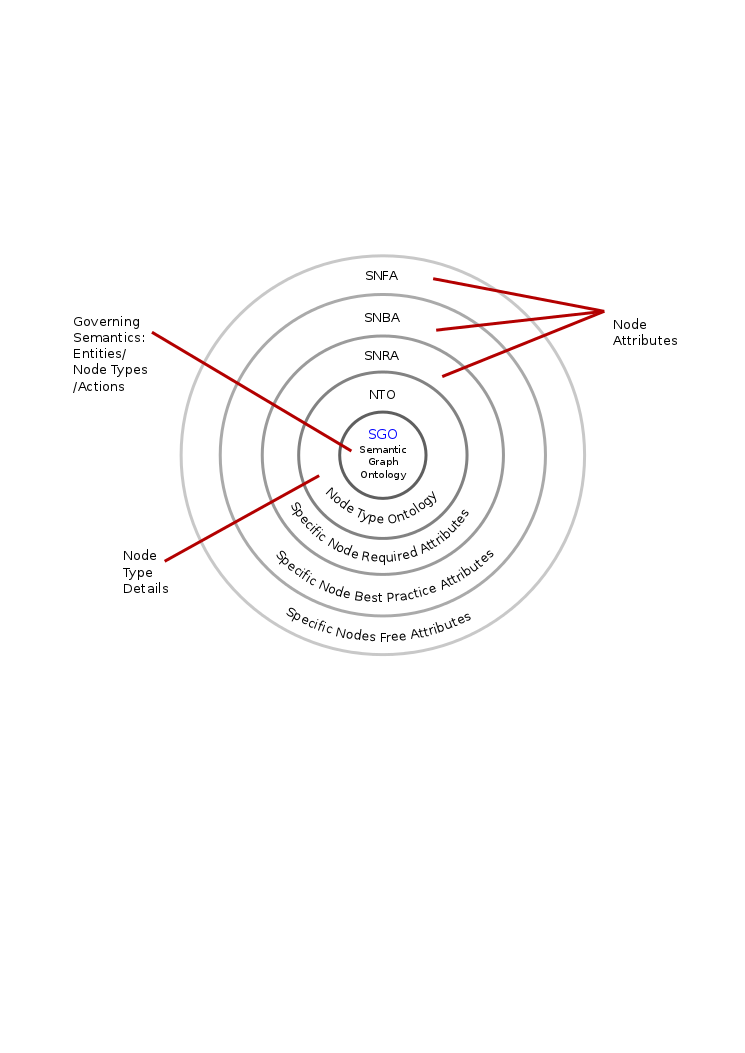 SNFA
SNBA
SNRA
NTO
SGO
Semantic
Graph
Ontology
Node Type Ontology
Specific Node Required Attributes
Specific Node Best Practice Attributes
Specific Nodes Free Attributes
Governing
Semantics:
Entities/
Node Types
/Actions
Node
Attributes
Node
Type
Details